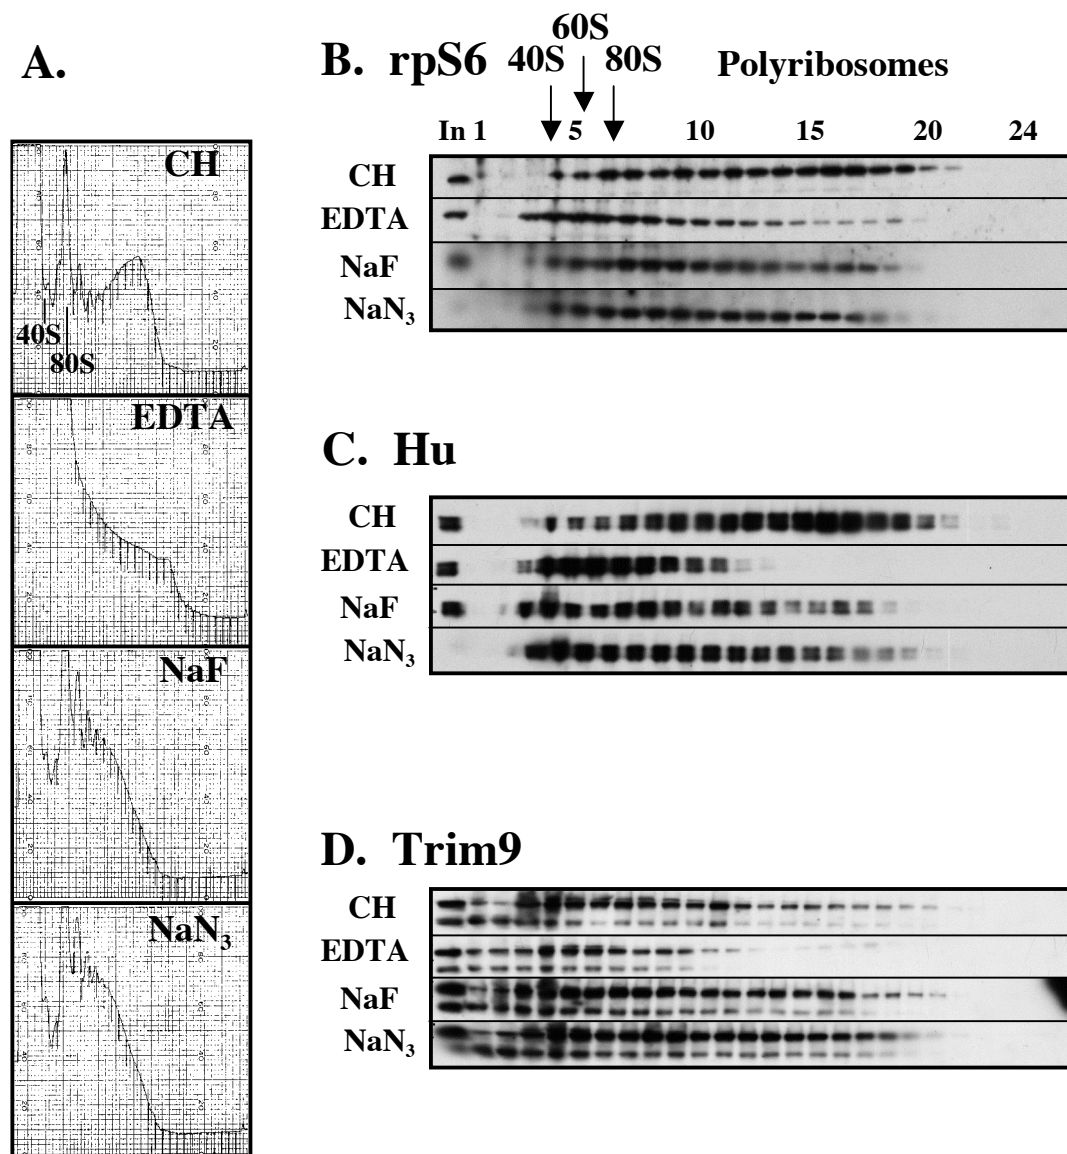 A.
CH
40S
80S
EDTA
NaF
NaN3
B. rpS6 40S 60S 80S Polyribosomes
In 1 5 10 15 20 24
CH
EDTA
NaF
NaN3
C. Hu
CH
EDTA
NaF
NaN3
D. Trim9
CH
EDTA
NaF
NaN3